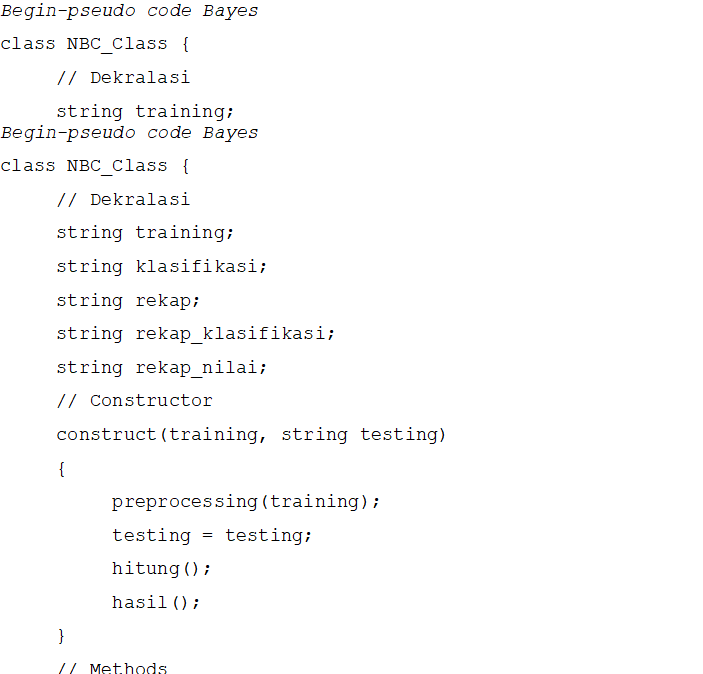 Begin-pseudo code Bayes
class NBC_Class {
// Dekralasi
string training;
Begin-pseudo code Bayes
class NBC_Class {
// Dekralasi
string training;
string klasifikasi;
string rekap;
string rekap_klasifikasi;
string rekap_nilai;
// Constructor
construct(training, string testing)
{
preprocessing(training);
testing = testing;
hitung();
hasil();
}
// Methods